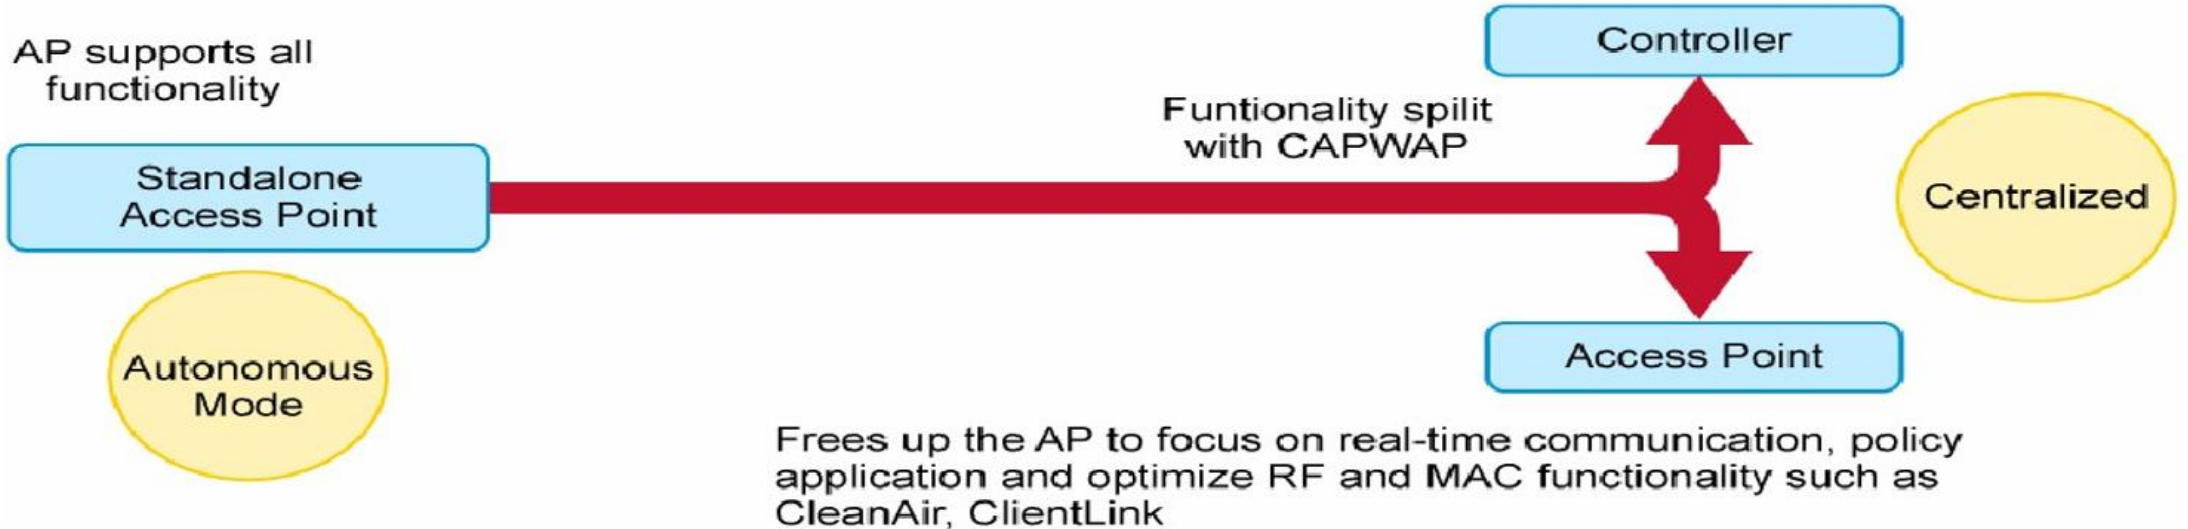 AP supports all
functionality
Standalone
Access Point
Autonomous
Mode
Funtionality spilit
with CAPWAP
Controller
Centralized
Access Point
Frees up the AP to focus on real-time communication, policy
application and optimize RF and MAC functionality such as
CleanAir, ClientLink